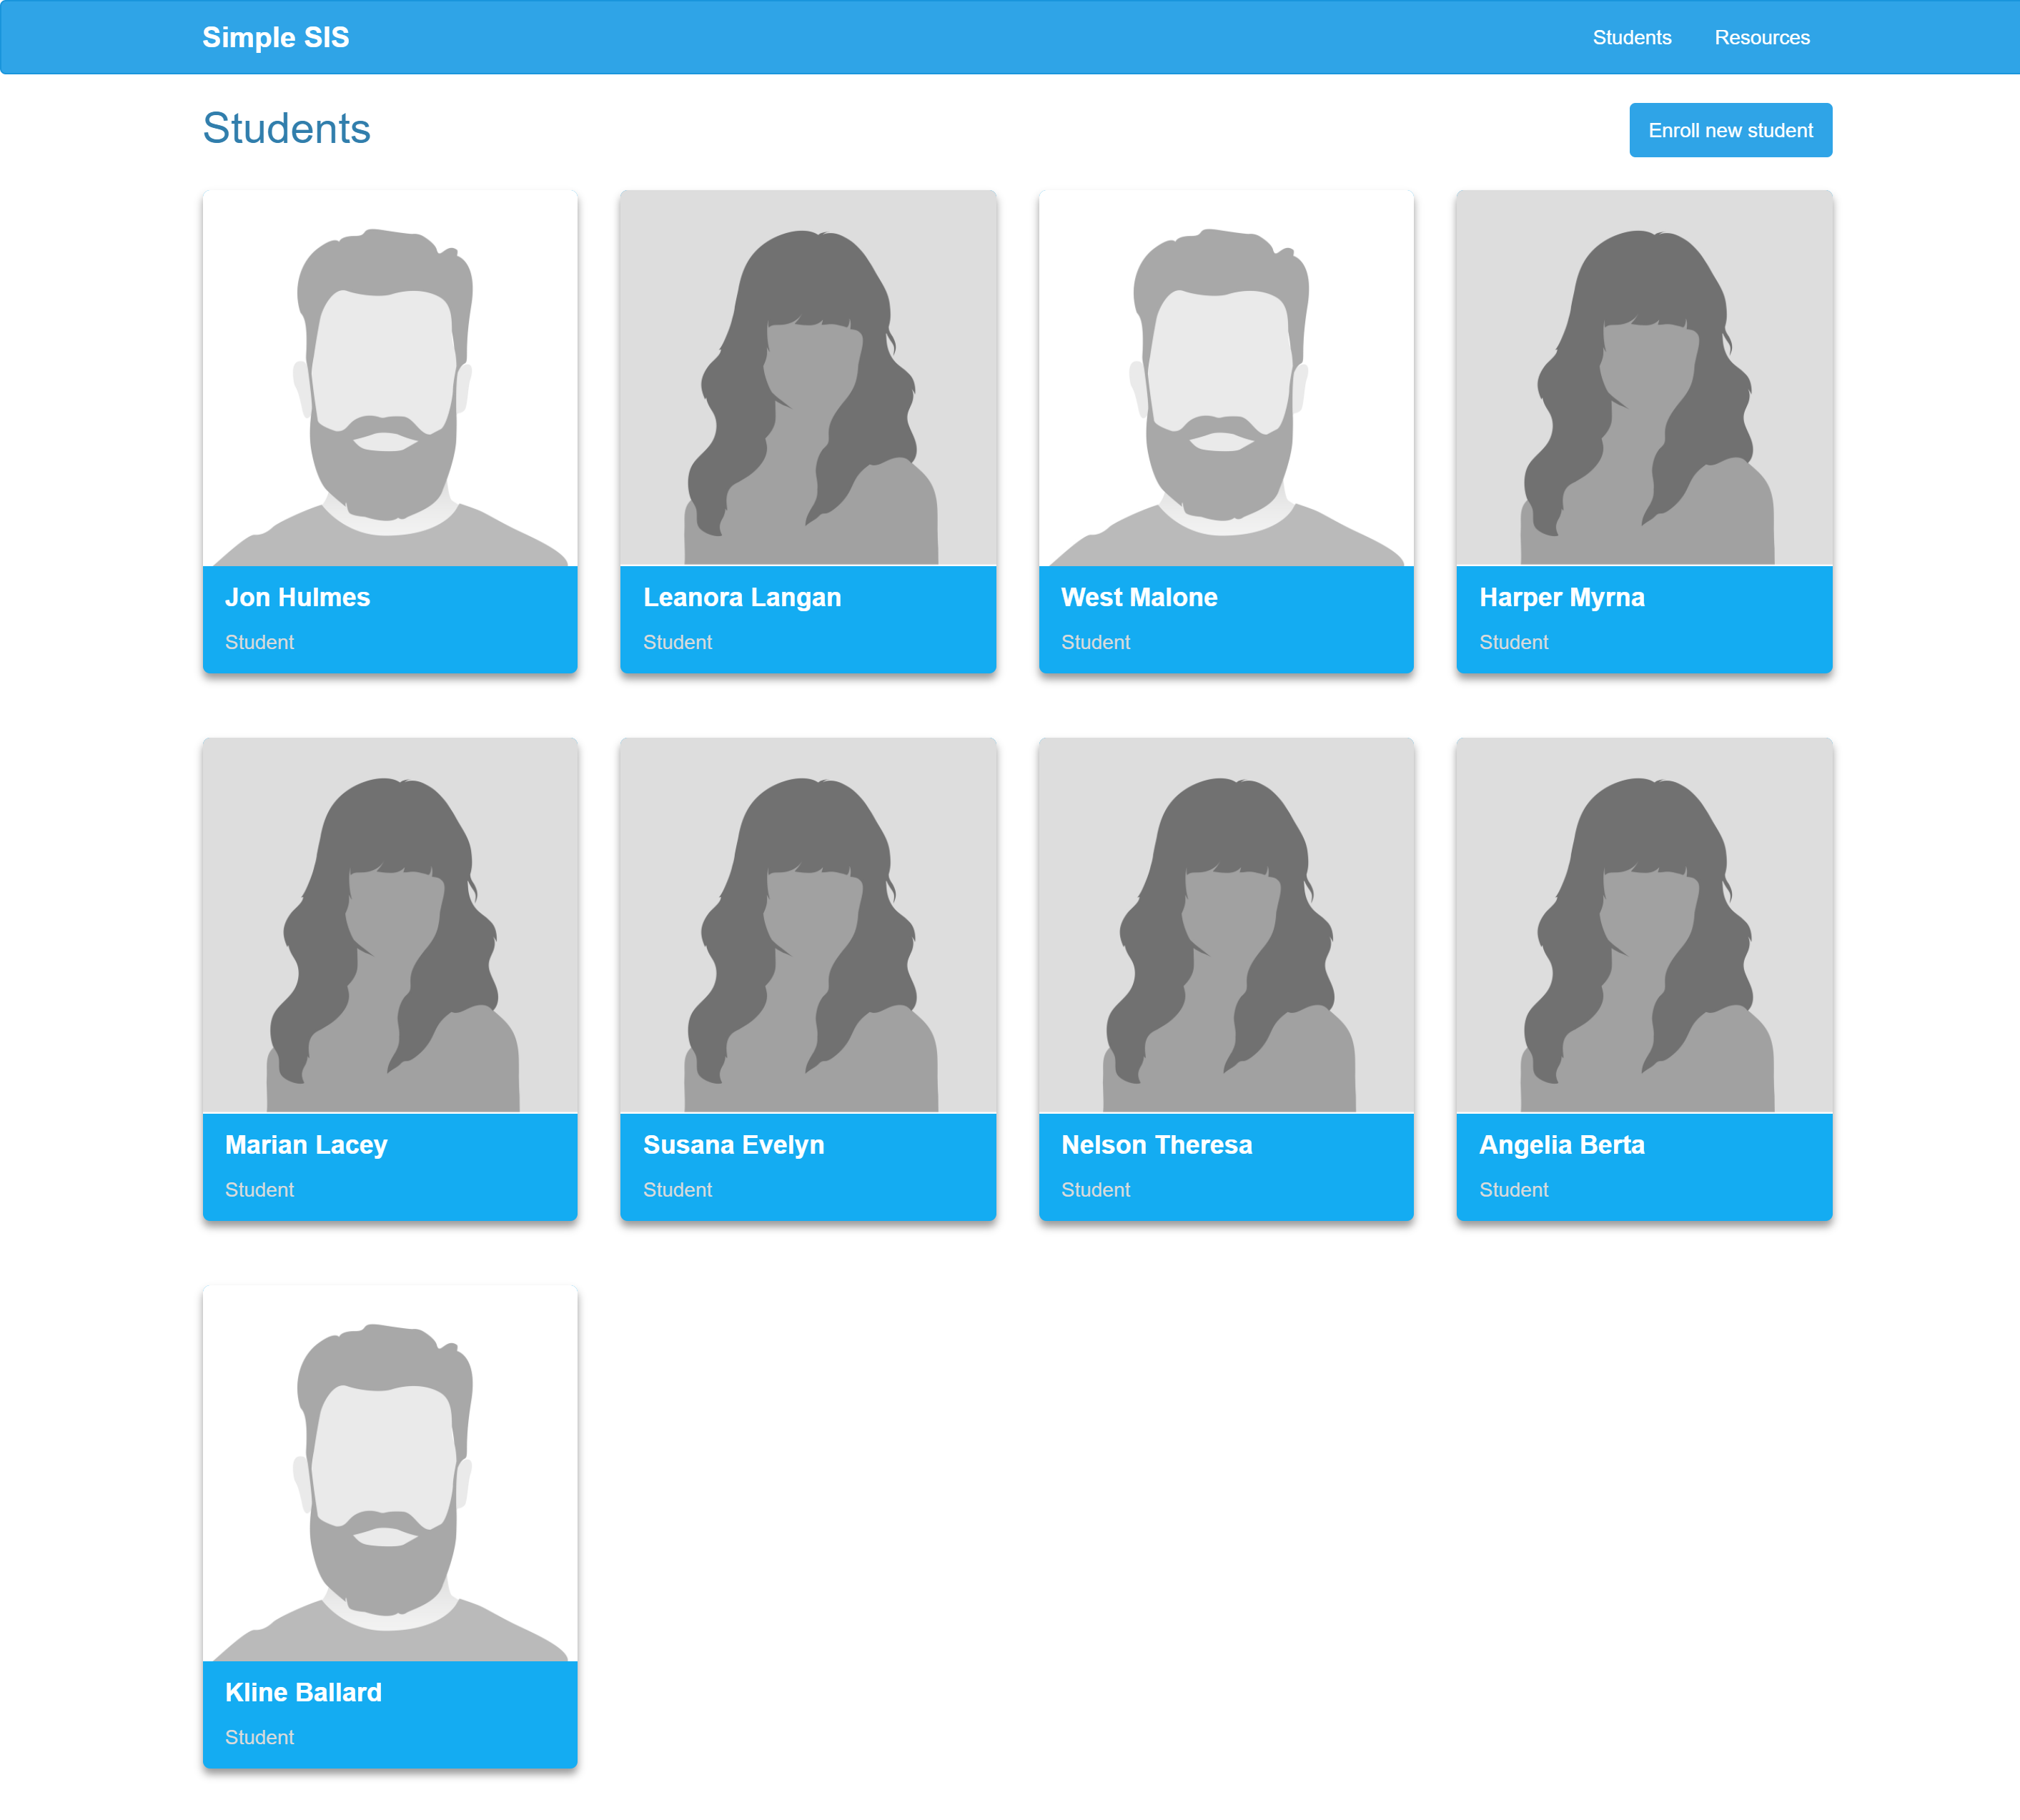 Simple SIS
Students
Resources
Students
Enroll new student
Jon Hulmes
Student
Leanora Langan
Student
West Malone
Student
Harper Myrna
Student
Marian Lacey
Student
Susana Evelyn
Student
Nelson Theresa
Student
Angelia Berta
Student
Kline Ballard
Student